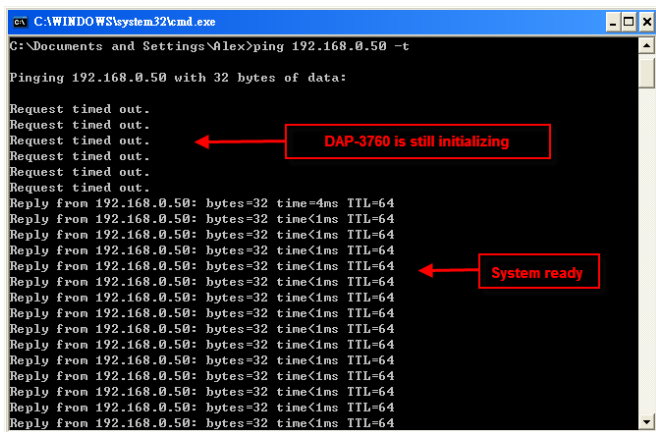 C:\WINDOWS\system32\cmd.exe
C:\Documents and Settings\Alex>ping 192.168.0.50 -t
Pinging 192.168.0.50 with 32 bytes of data:
Request timed out.
Request timed out.
Request timed out.
DAP-3760 is still initializing
Request timed out.
Request timed out.
Request timed out.
Reply from 192.168.0.50: bytes=32 time=4ms TTL=64
Reply from 192.168.0.50: bytes=32 time<1ms TTL=64
Reply from 192.168.0.50: bytes=32 time<1ms TTL=64
Reply from 192.168.0.50: bytes=32 time<1ms TTL=64
Reply from 192.168.0.50: bytes=32 time<1ms TTL=64
System ready
Reply from 192.168.0.50: bytes=32 time<1ms TTL=64
Reply from 192.168.0.50: bytes=32 time<1ms TTL=64
Reply from 192.168.0.50: bytes=32 time<1ms TTL=64
Reply from 192.168.0.50: bytes=32 time<1ms TTL=64
Reply from 192.168.0.50: bytes=32 time<1ms TTL=64
Reply from 192.168.0.50: bytes=32 time<1ms TTL=64
Reply from 192.168.0.50: bytes=32 time<1ms TTL=64
Reply from 192.168.0.50: bytes=32 time<1ms TTL=64
Reply from 192.168.0.50: bytes=32 time<1ms TTL=64
Reply from 192.168.0.50: bytes=32 time<1ms TTL=64